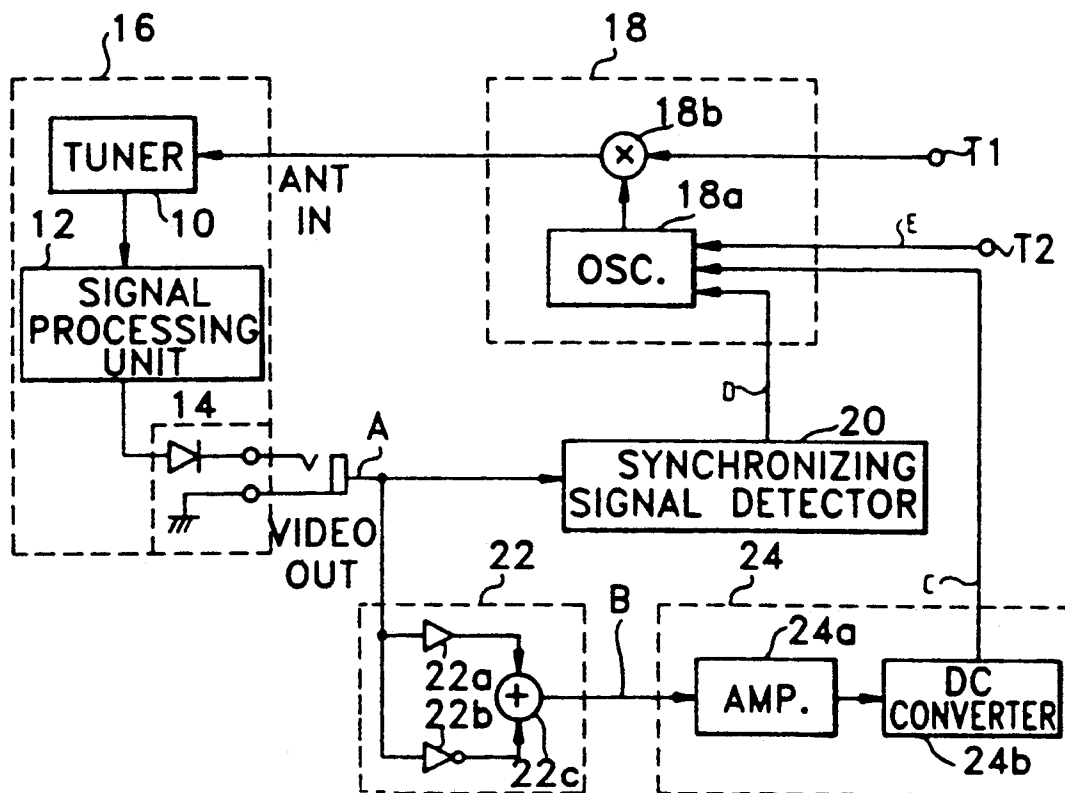 16
18
TUNER
18b
T1
ANT
IN
10
18a
12
E
T2
OSC.
SIGNAL
PROCESSING
UNIT
D
14
A
20
SYNCHRONIZING
SIGNAL DETECTOR
VIDEO
OUT
22
24
C
B
24a
22a
AMP.
DC
CONVERTER
22b
22c
24b